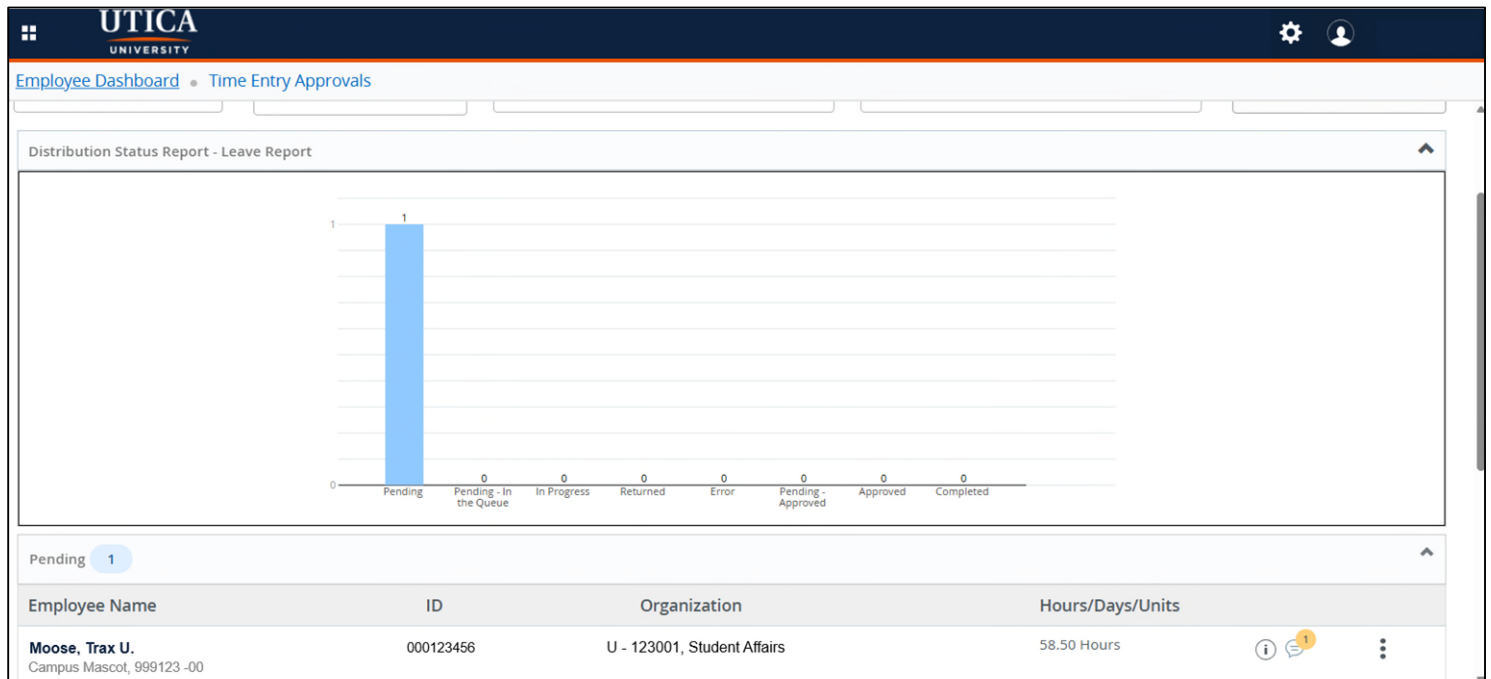 UTICA
UNIVERSITY
Employee Dashboard • Time Entry Approvals
Distribution Status Report - Leave Report
1
1
0
0 0 0 0 0 0 0
Pending Pending - In the Queue In Progress Returned Error Pending - Approved Approved Completed
Pending 1
Employee Name ID Organization Hours/Days/Units
Moose, Trax U. 000123456 U - 123001, Student Affairs 58.50 Hours i 1
Campus Mascot, 999123 -00